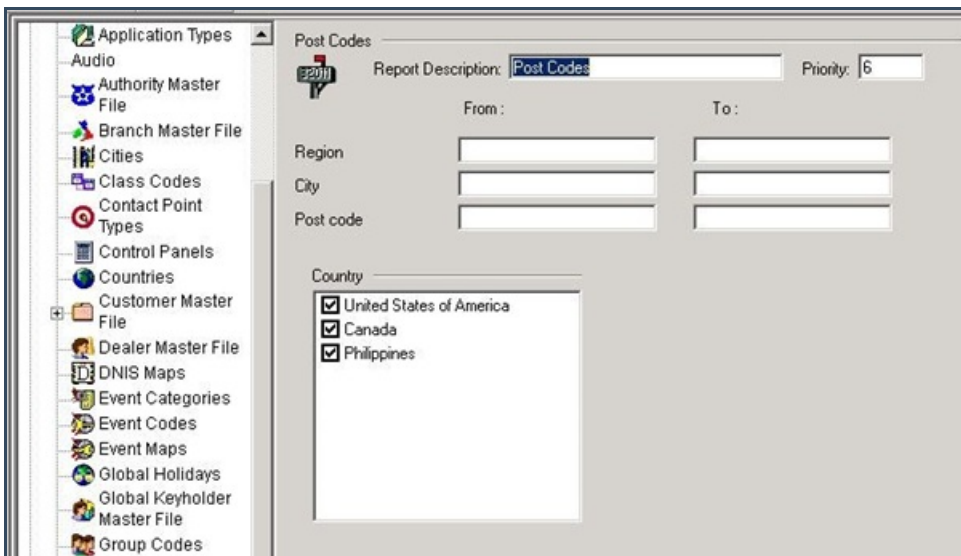 Application Types
Audio
Authority Master
File
Branch Master File
Cities
Class Codes
Contact Point
Types
Control Panels
Countries
Customer Master
File
Dealer Master File
DNIS Maps
Event Categories
Event Codes
Event Maps
Global Holidays
Global Keyholder
Master File
Group Codes
Post Codes
Report Description: Post Codes Priority: 6
From : To :
Region
City
Post code
Country
United States of America
Canada
Philippines